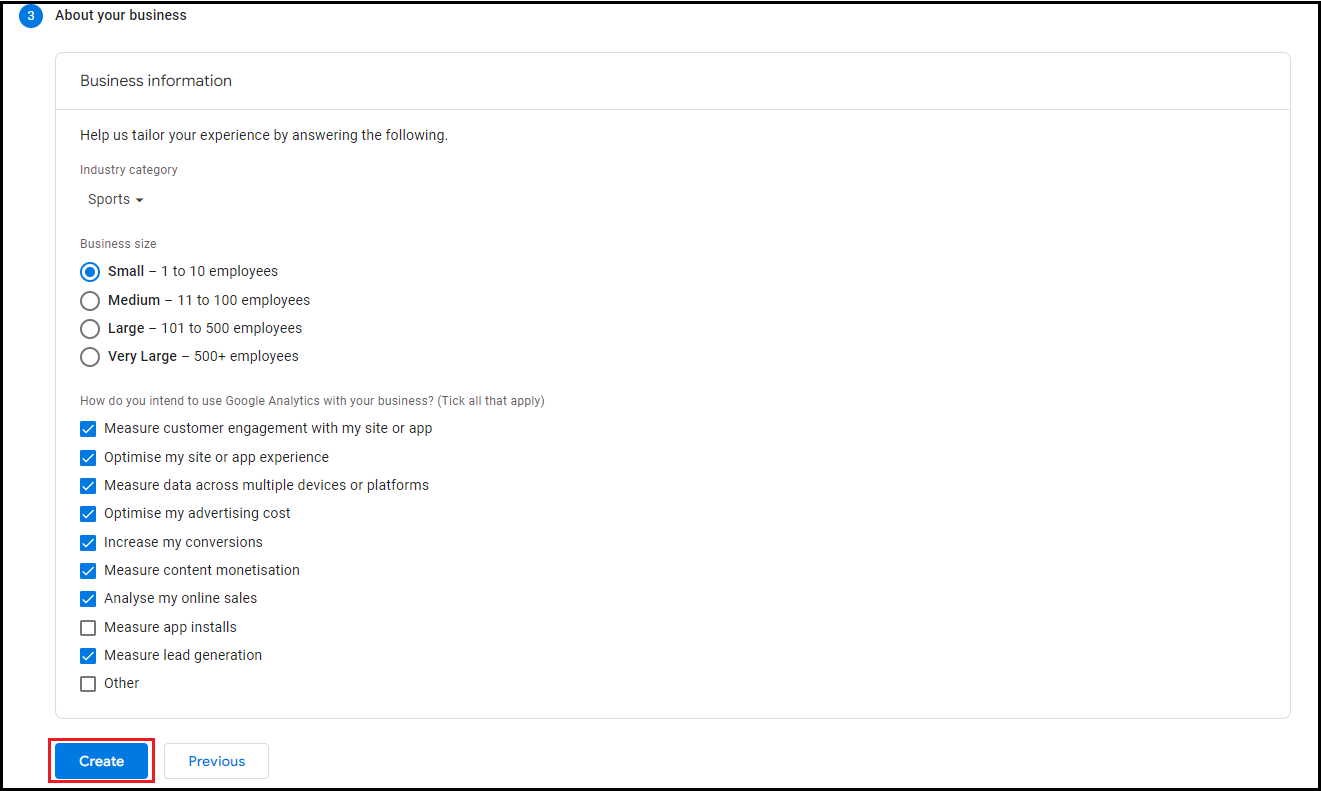 3 About your business
Business information
Help us tailor your experience by answering the following.
Industry category
Sports
Business size
Small – 1 to 10 employees
Medium – 11 to 100 employees
Large – 101 to 500 employees
Very Large – 500+ employees
How do you intend to use Google Analytics with your business? (Tick all that apply)
Measure customer engagement with my site or app
Optimise my site or app experience
Measure data across multiple devices or platforms
Optimise my advertising cost
Increase my conversions
Measure content monetisation
Analyse my online sales
Measure app installs
Measure lead generation
Other
Create Previous